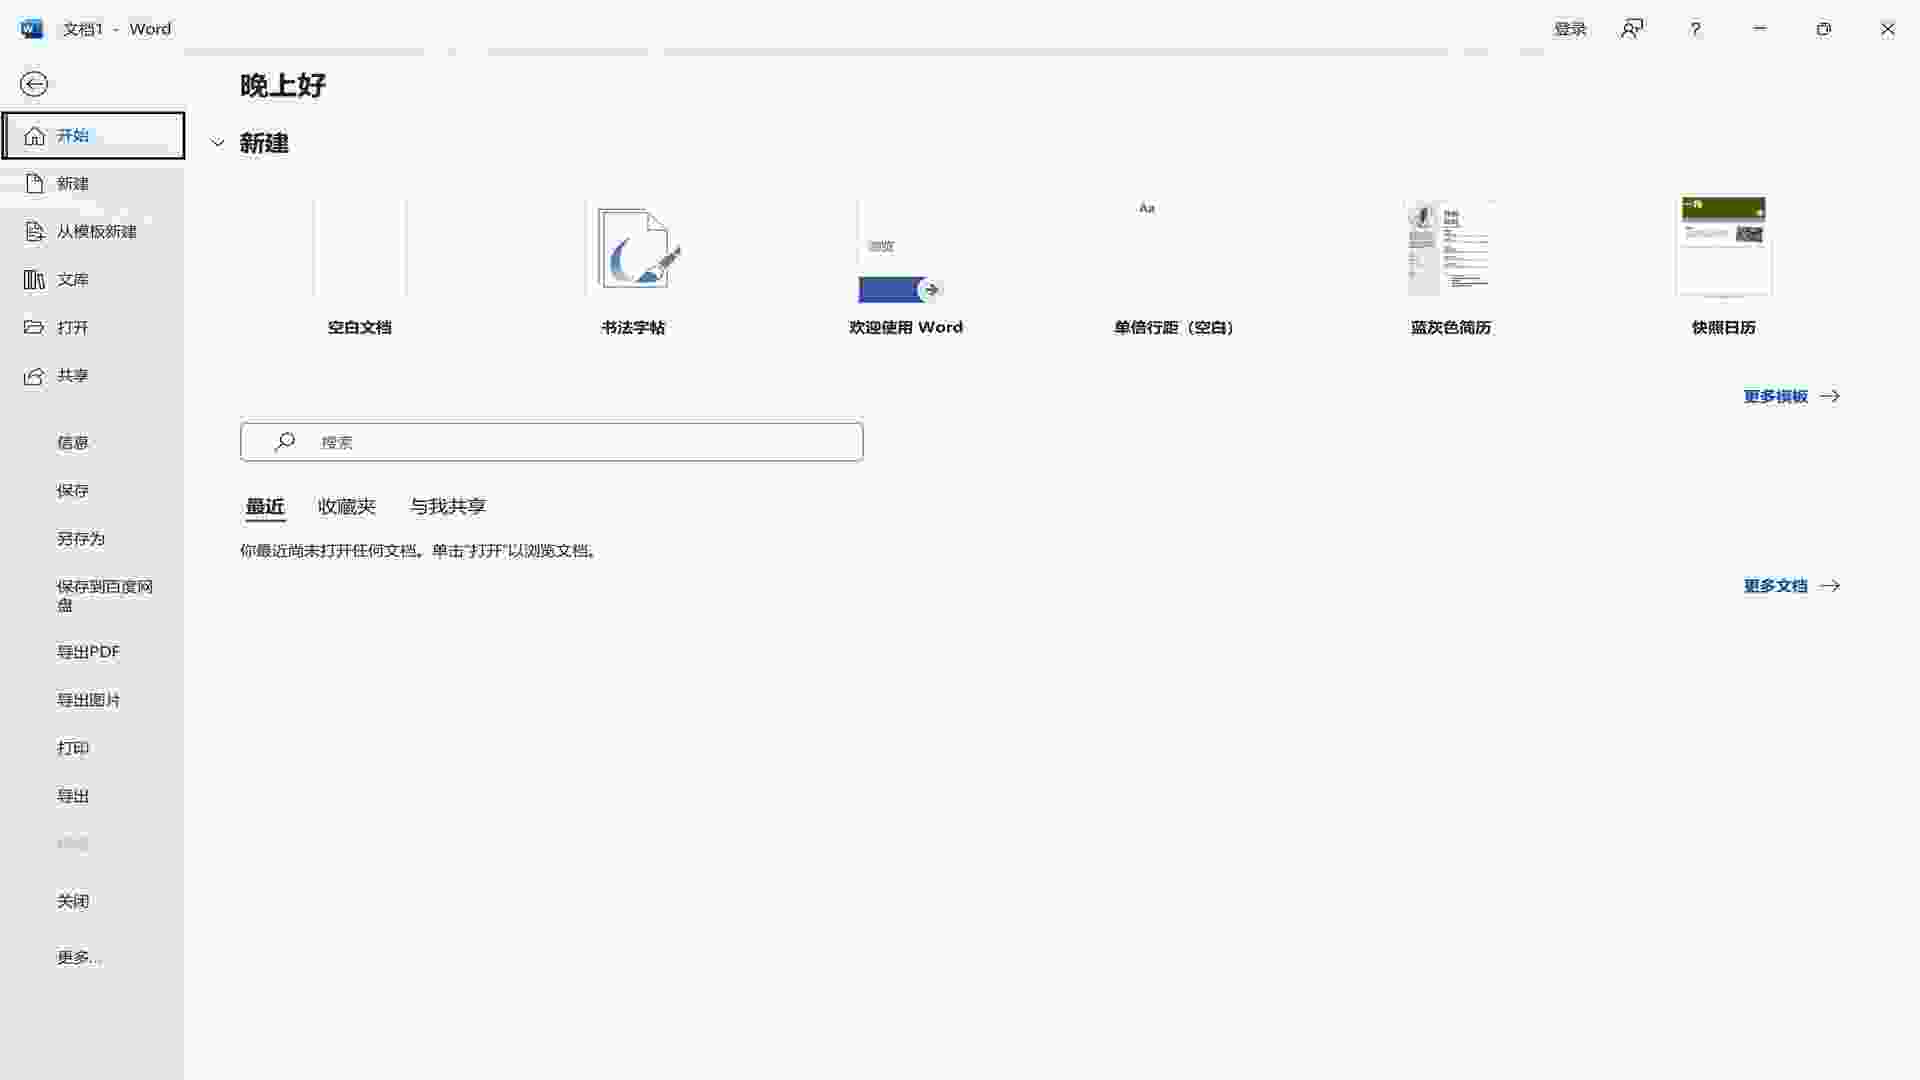 文档1 - Word
登录
?
晚上好
开始
新建
新建
从模板新建
文库
打开
共享
信息
保存
另存为
保存到百度网
盘
导出PDF
导出图片
打印
导出
关闭
更多...
Aa
空白文档
书法字帖
欢迎使用 Word
单倍行距（空白）
蓝灰色简历
快照日历
更多模板
搜索
最近 收藏夹 与我共享
你最近尚未打开任何文档。单击"打开"以浏览文档。
更多文档